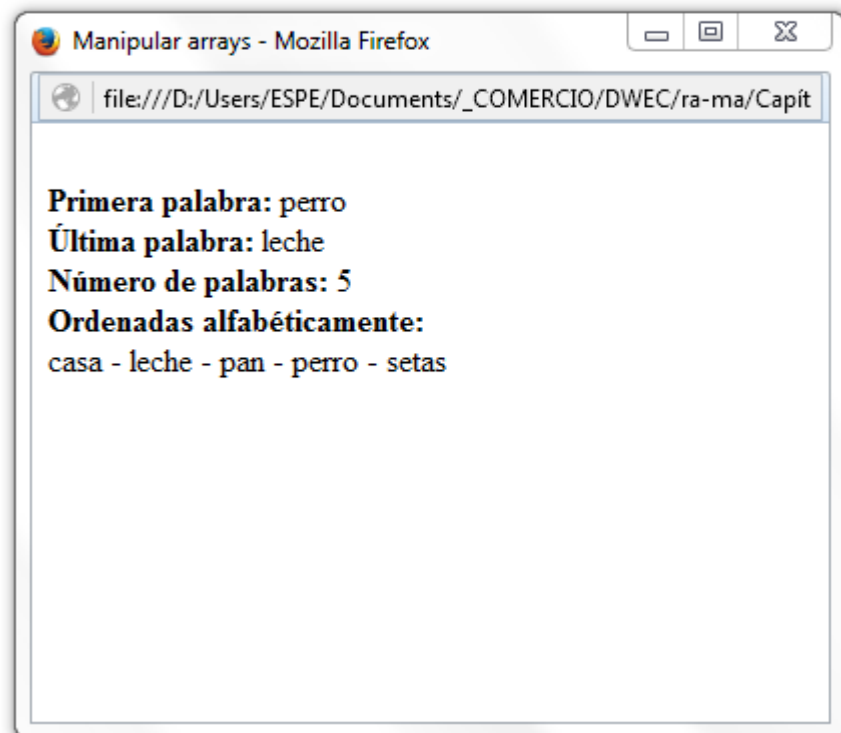 Manipular arrays - Mozilla Firefox
file:///D:/Users/ESPE/Documents/_COMERCIO/DWEC/ra-ma/Capít
Primera palabra: perro
Última palabra: leche
Número de palabras: 5
Ordenadas alfabéticamente:
casa - leche - pan - perro - setas